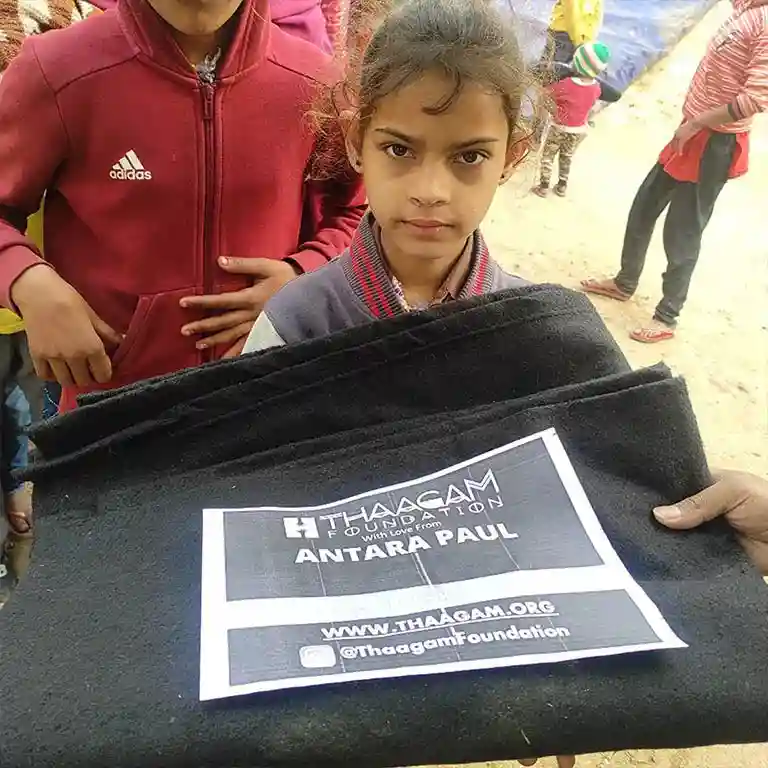 adidas
THAAGAM
FOUNDATION
With Love From
ANTARA PAUL
WWW.THAAGAM.ORG
@ThaagamFoundation